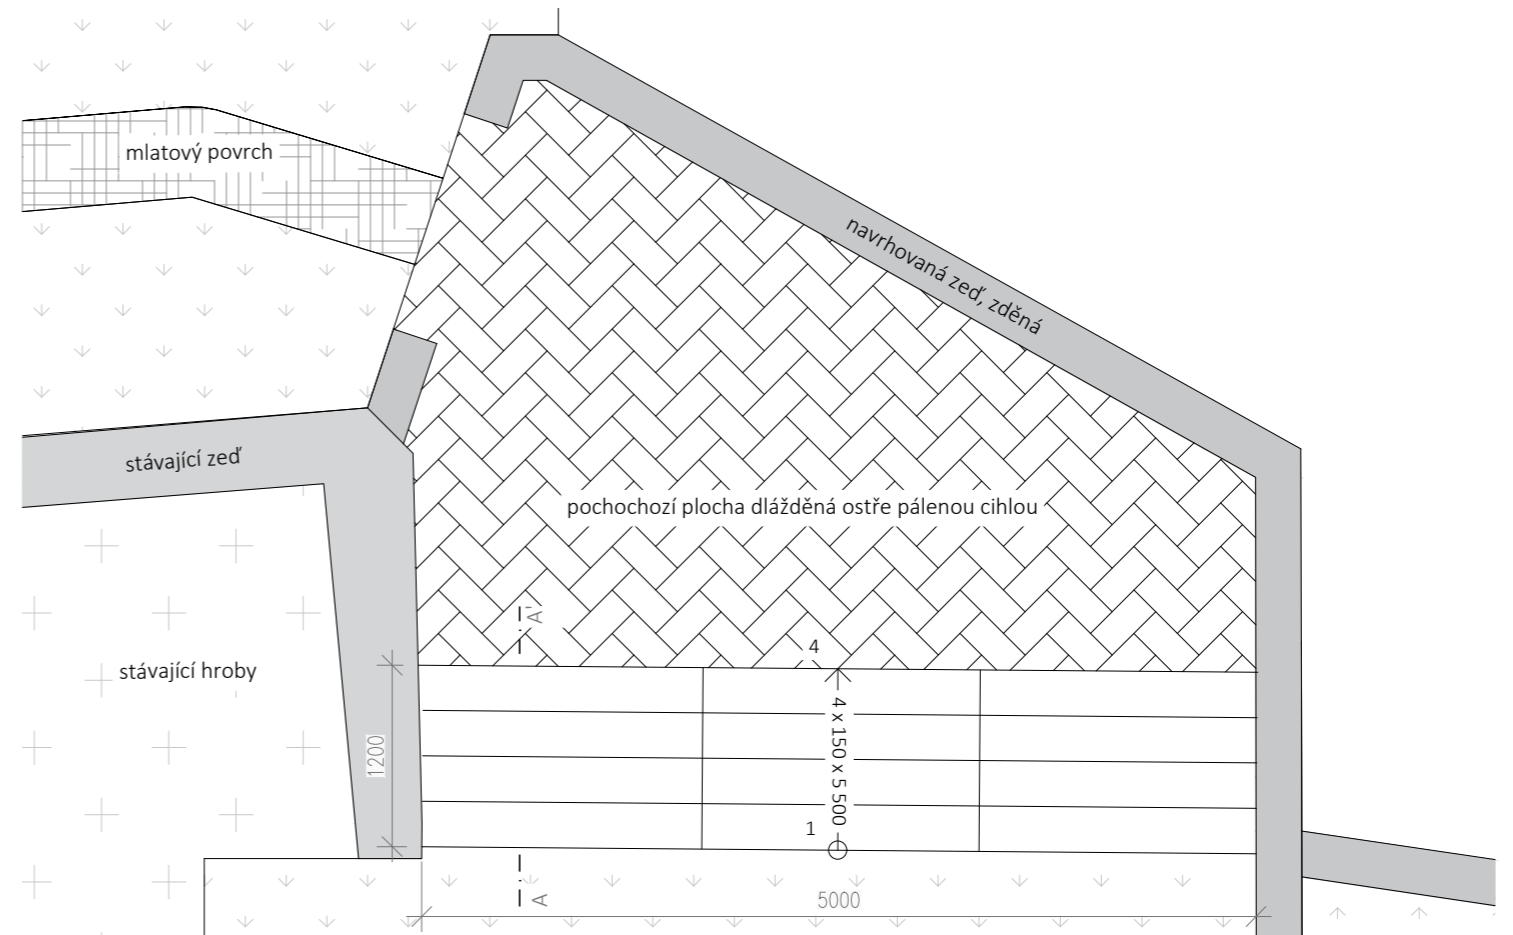 mlatový povrch
navrhovaná zeď, zděná
stávající zeď
pochochozí plocha dlážděná ostře pálenou cihlou
A'
4
stávající hroby
4 x 150 x 5 500
1200
1
A
5000